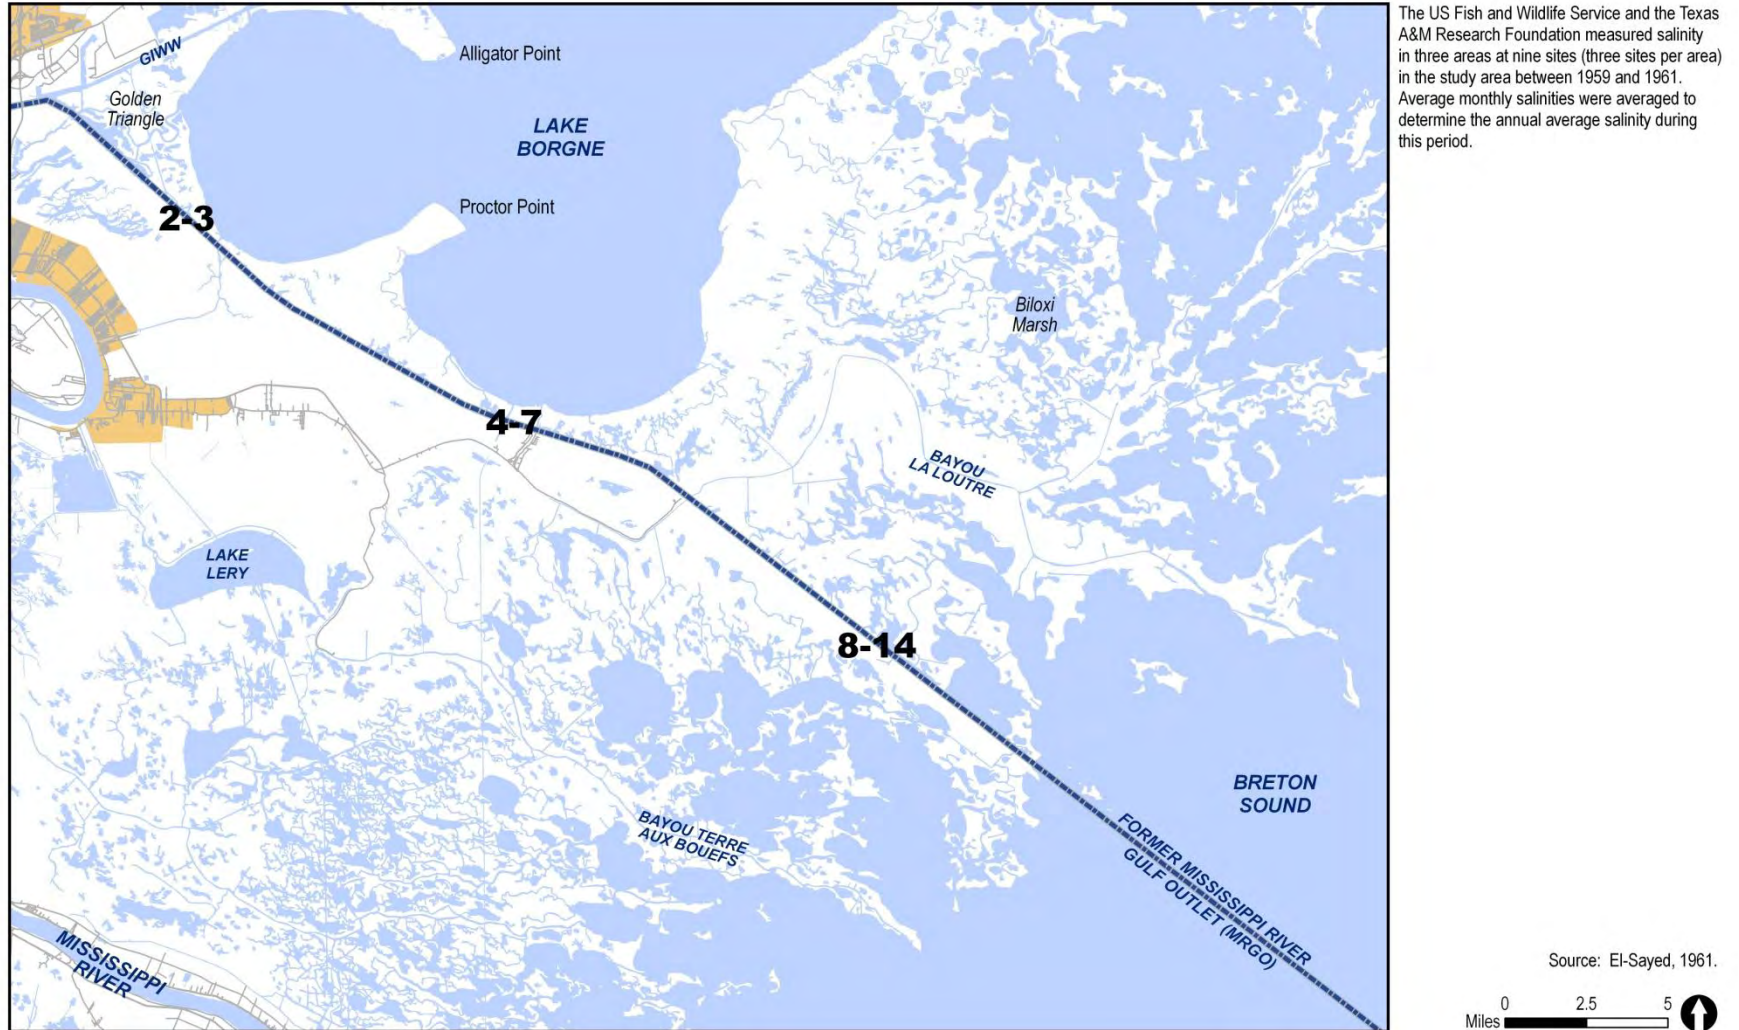 The US Fish and Wildlife Service and the Texas
A&M Research Foundation measured salinity
in three areas at nine sites (three sites per area)
in the study area between 1959 and 1961.
Average monthly salinities were averaged to
determine the annual average salinity during
this period.
GIWW
Alligator Point
Golden
Triangle
LAKE
BORGNE
Proctor Point
2-3
Biloxi
Marsh
4-7
BAYOU
LA LOUTRE
LAKE
LERY
8-14
BRETON
SOUND
BAYOU TERRE
AUX BOUEFS
FORMER MISSISSIPPI RIVER
GULF OUTLET (MRGO)
MISSISSIPPI
RIVER
Source: El-Sayed, 1961.
0 2.5 5
Miles